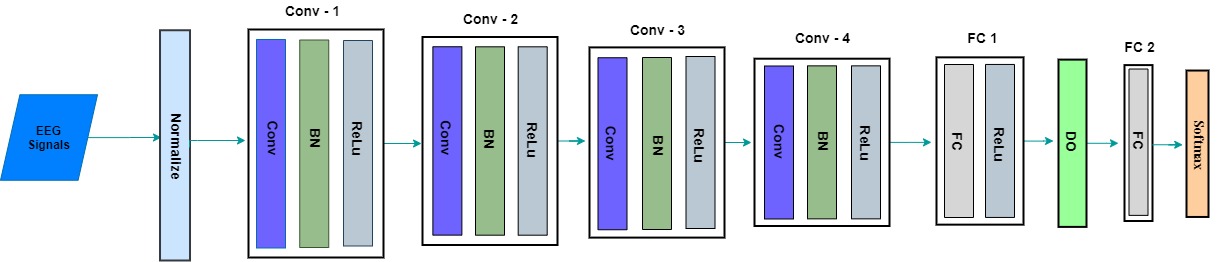 Conv - 1
Conv - 2
Conv - 3
Conv - 4
FC 1
FC 2
EEG
Signals
Normalize
Conv
BN
ReLu
Conv
BN
ReLu
Conv
BN
ReLu
Conv
BN
ReLu
FC
ReLu
DO
FC
Softmax